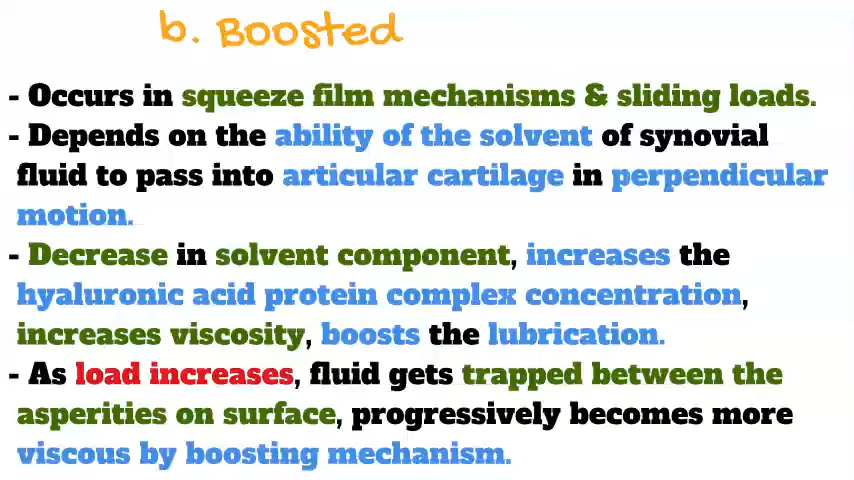 b. Boosted
- Occurs in squeeze film mechanisms & sliding loads.
- Depends on the ability of the solvent of synovial
fluid to pass into articular cartilage in perpendicular
motion.
- Decrease in solvent component, increases the
hyaluronic acid protein complex concentration,
increases viscosity, boosts the lubrication.
- As load increases, fluid gets trapped between the
asperities on surface, progressively becomes more
viscous by boosting mechanism.